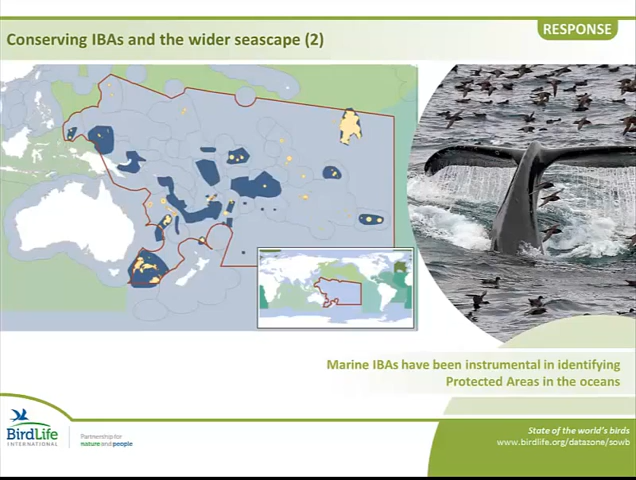 RESPONSE
Conserving IBAs and the wider seascape (2)
Marine IBAs have been instrumental in identifying
Protected Areas in the oceans
BirdLife
INTERNATIONAL
Partnership for
nature and people
State of the world's birds
www.birdlife.org/datazone/sowb